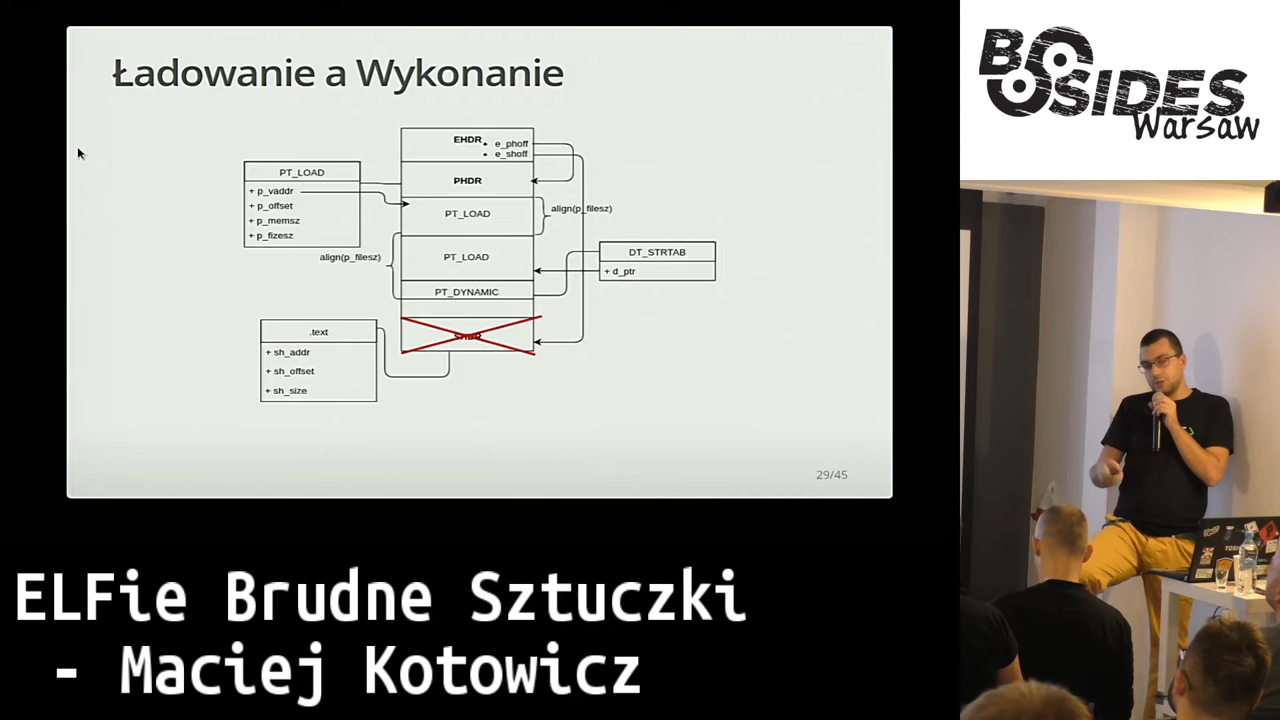 Ładowanie a Wykonanie
EHDR
• e_phoff
• e_shoff
PHDR
PT_LOAD
+ p_vaddr
+ p_offset
+ p_memsz
+ p_fizesz
PT_LOAD
align(p_filesz)
align(p_filesz)
PT_LOAD
DT_STRTAB
+ d_ptr
PT_DYNAMIC
.text
+ sh_addr
+ sh_offset
+ sh_size
29/45
BSIDES
Warsaw
ELFie Brudne Sztuczki
- Maciej Kotowicz